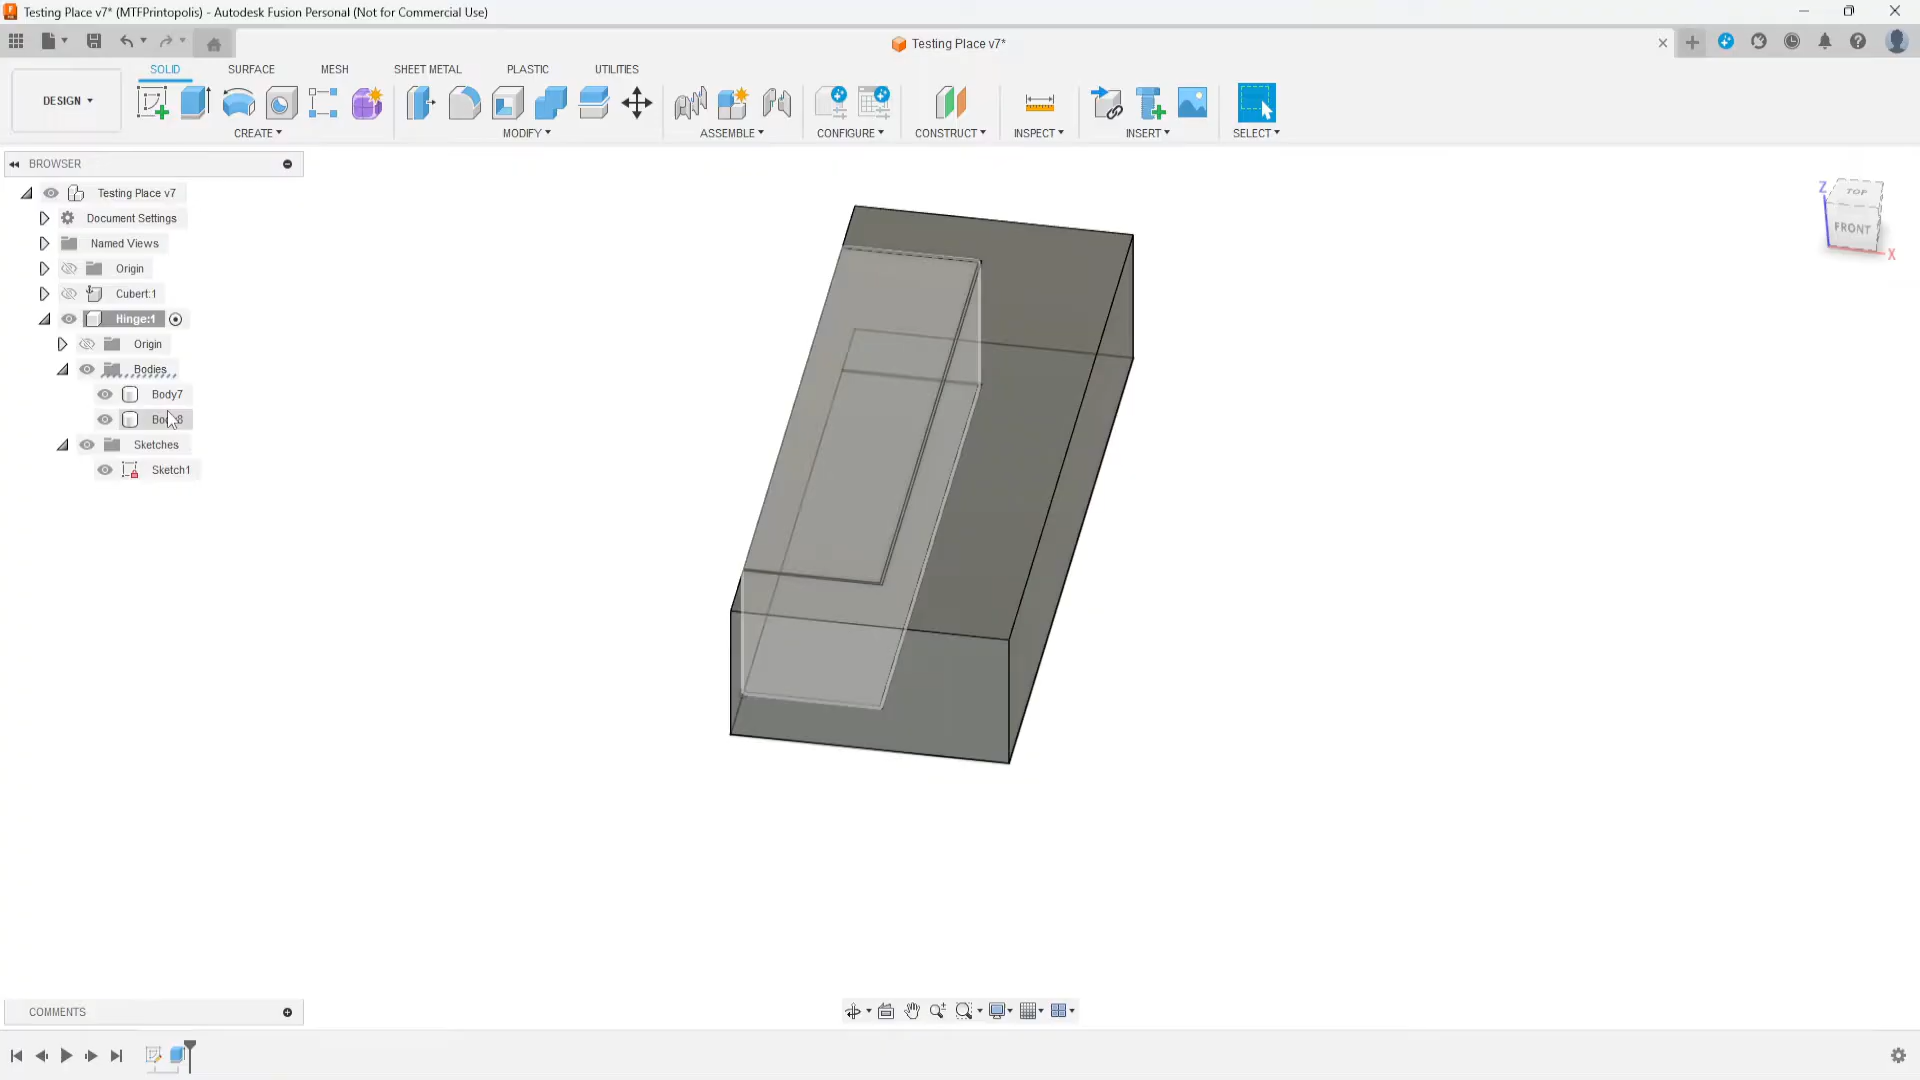 Testing Place v7* (MTFPrintopolis) - Autodesk Fusion Personal (Not for Commercial Use)
Testing Place v7*
SOLID SURFACE MESH SHEET METAL PLASTIC UTILITIES
DESIGN
CREATE MODIFY ASSEMBLE CONFIGURE CONSTRUCT INSPECT INSERT SELECT
BROWSER
Testing Place v7
Document Settings
Named Views
Origin
Cubert:1
Hinge:1
Origin
Bodies
Body7
Sketches
Sketch1
TOP
FRONT
Z
X
COMMENTS